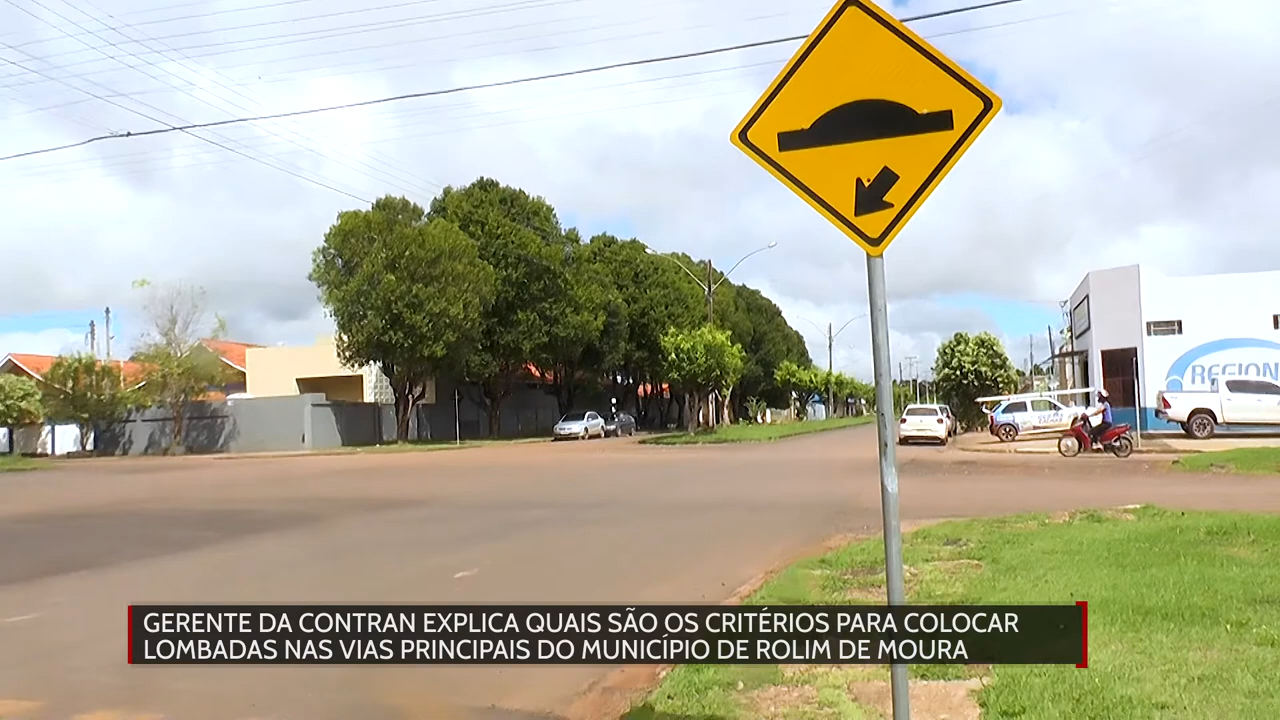 REGION
GERENTE DA CONTRAN EXPLICA QUAIS SÃO OS CRITÉRIOS PARA COLOCAR
LOMBADAS NAS VIAS PRINCIPAIS DO MUNICÍPIO DE ROLIM DE MOURA